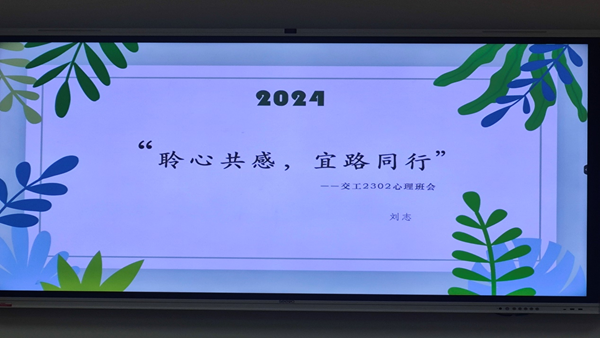 2024
“聆心共感，宜路同行”
——交工2302心理班会
刘志